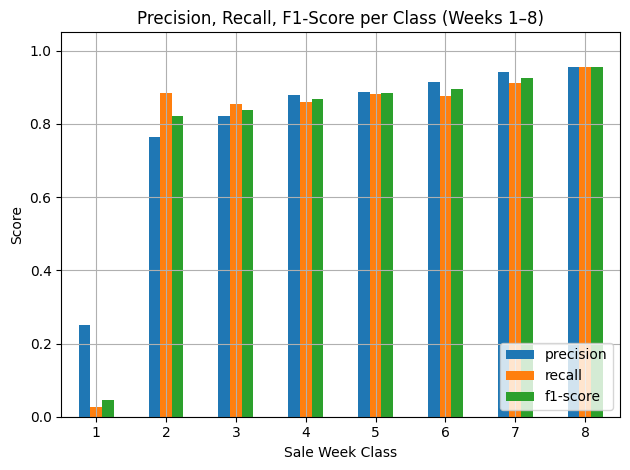 Precision, Recall, F1-Score per Class (Weeks 1–8)
1.0
0.8
0.6
0.4
0.2
0.0
Score
1 2 3 4 5 6 7 8
Sale Week Class
precision
recall
f1-score